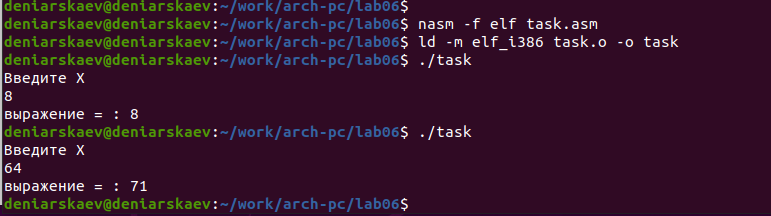 deniarskaev@deniarskaev:~/work/arch-pc/lab06$
deniarskaev@deniarskaev:~/work/arch-pc/lab06$ nasm -f elf task.asm
deniarskaev@deniarskaev:~/work/arch-pc/lab06$ ld -m elf_i386 task.o -o task
deniarskaev@deniarskaev:~/work/arch-pc/lab06$ ./task
Введите X
8
выражение = : 8
deniarskaev@deniarskaev:~/work/arch-pc/lab06$ ./task
Введите X
64
выражение = : 71
deniarskaev@deniarskaev:~/work/arch-pc/lab06$